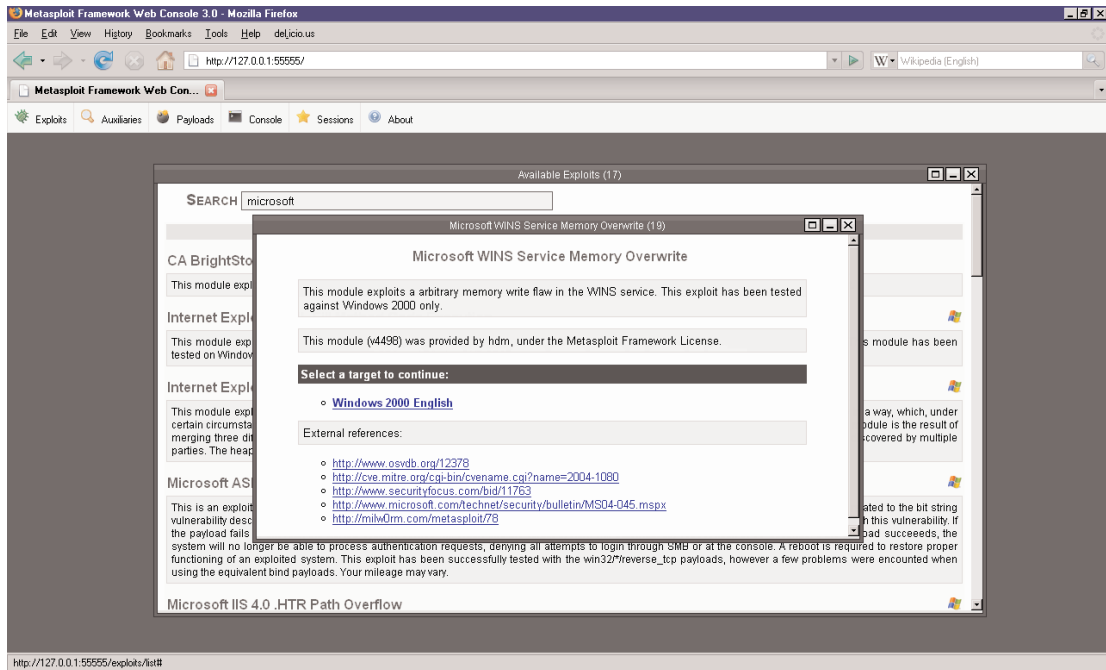 Metasploit Framework Web Console 3.0 - Mozilla Firefox
File Edit View History Bookmarks Tools Help del.icio.us
http://127.0.0.1:55555/
W Wikipedia (English)
Metasploit Framework Web Con...
Exploits Auxiliaries Payloads Console Sessions About
Available Exploits (17)
SEARCH microsoft
Microsoft WINS Service Memory Overwrite (19)
Microsoft WINS Service Memory Overwrite
This module exploits a arbitrary memory write flaw in the WINS service. This exploit has been tested
against Windows 2000 only.
This module (v4498) was provided by hdm, under the Metasploit Framework License.
Select a target to continue:
Windows 2000 English
External references:
http://www.osvdb.org/12378
http://cve.mitre.org/cgi-bin/cvename.cgi?name=2004-1080
http://www.securityfocus.com/bid/11763
http://www.microsoft.com/technet/security/bulletin/MS04-045.mspx
http://milw0rm.com/metasploit/78
CA BrightSto
This module expl
Internet Expl
This module exp s module has been
tested on Window
Internet Expl
This module expl a way, which, under
certain circumsta odule is the result of
merging three dif scovered by multiple
parties. The heap
Microsoft AS
This is an exploit ated to the bit string
vulnerability desc h this vulnerability. If
the payload fails oad succeeds, the
system will no longer be able to process authentication requests, denying all attempts to login through SMB or at the console. A reboot is required to restore proper
functioning of an exploited system. This exploit has been successfully tested with the win32/*/reverse_tcp payloads, however a few problems were encounted when
using the equivalent bind payloads. Your mileage may vary.
Microsoft IIS 4.0 .HTR Path Overflow
http://127.0.0.1:55555/exploits/list#